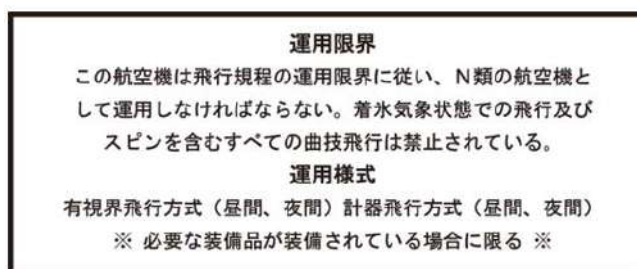 運用限界
この航空機は飛行規程の運用限界に従い、N類の航空機と
して運用しなければならない。着氷気象状態での飛行及び
スピンを含むすべての曲技飛行は禁止されている。
運用様式
有視界飛行方式（昼間、夜間）計器飛行方式（昼間、夜間）
※ 必要な装備品が装備されている場合に限る ※